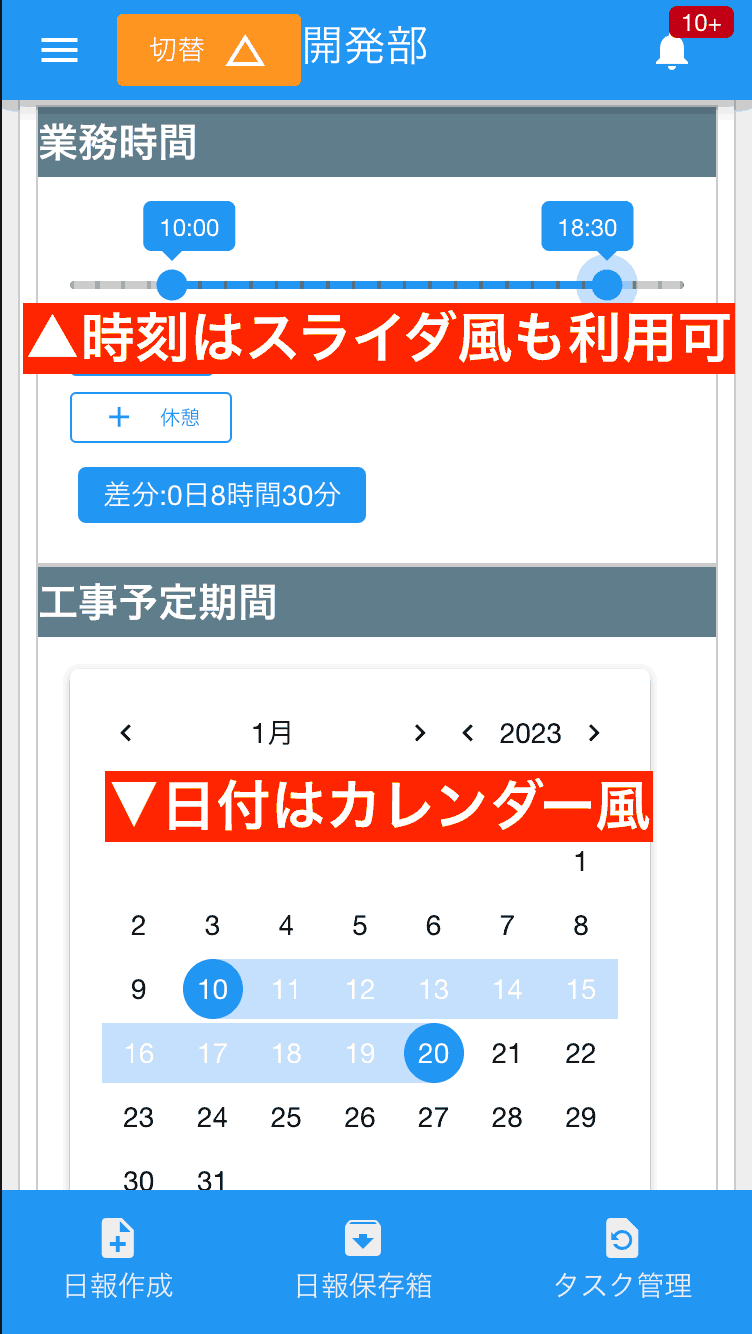 切替 △ 開発部
10+
業務時間
10:00 18:30
▲時刻はスライダ風も利用可
+ 休憩
差分:0日8時間30分
工事予定期間
< 1月 > < 2023 >
▼日付はカレンダー風
1
2 3 4 5 6 7 8
9 10 11 12 13 14 15
16 17 18 19 20 21 22
23 24 25 26 27 28 29
30 31
日報作成 日報保存箱 タスク管理